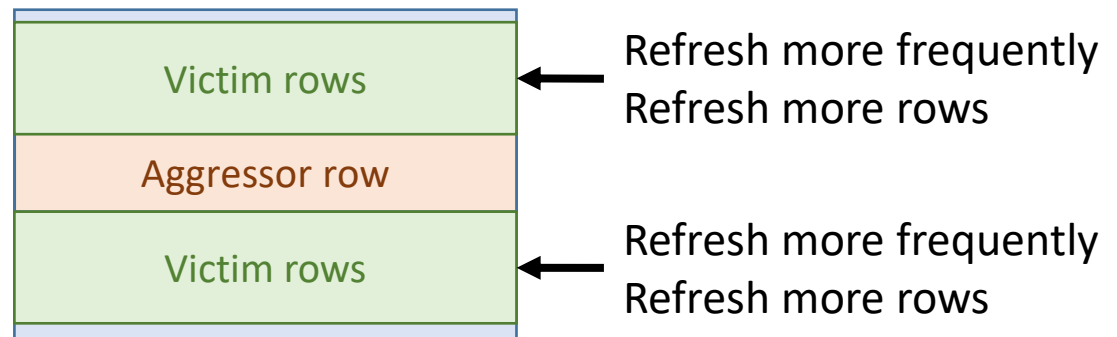 Victim rows
Refresh more frequently
Refresh more rows
Aggressor row
Victim rows
Refresh more frequently
Refresh more rows